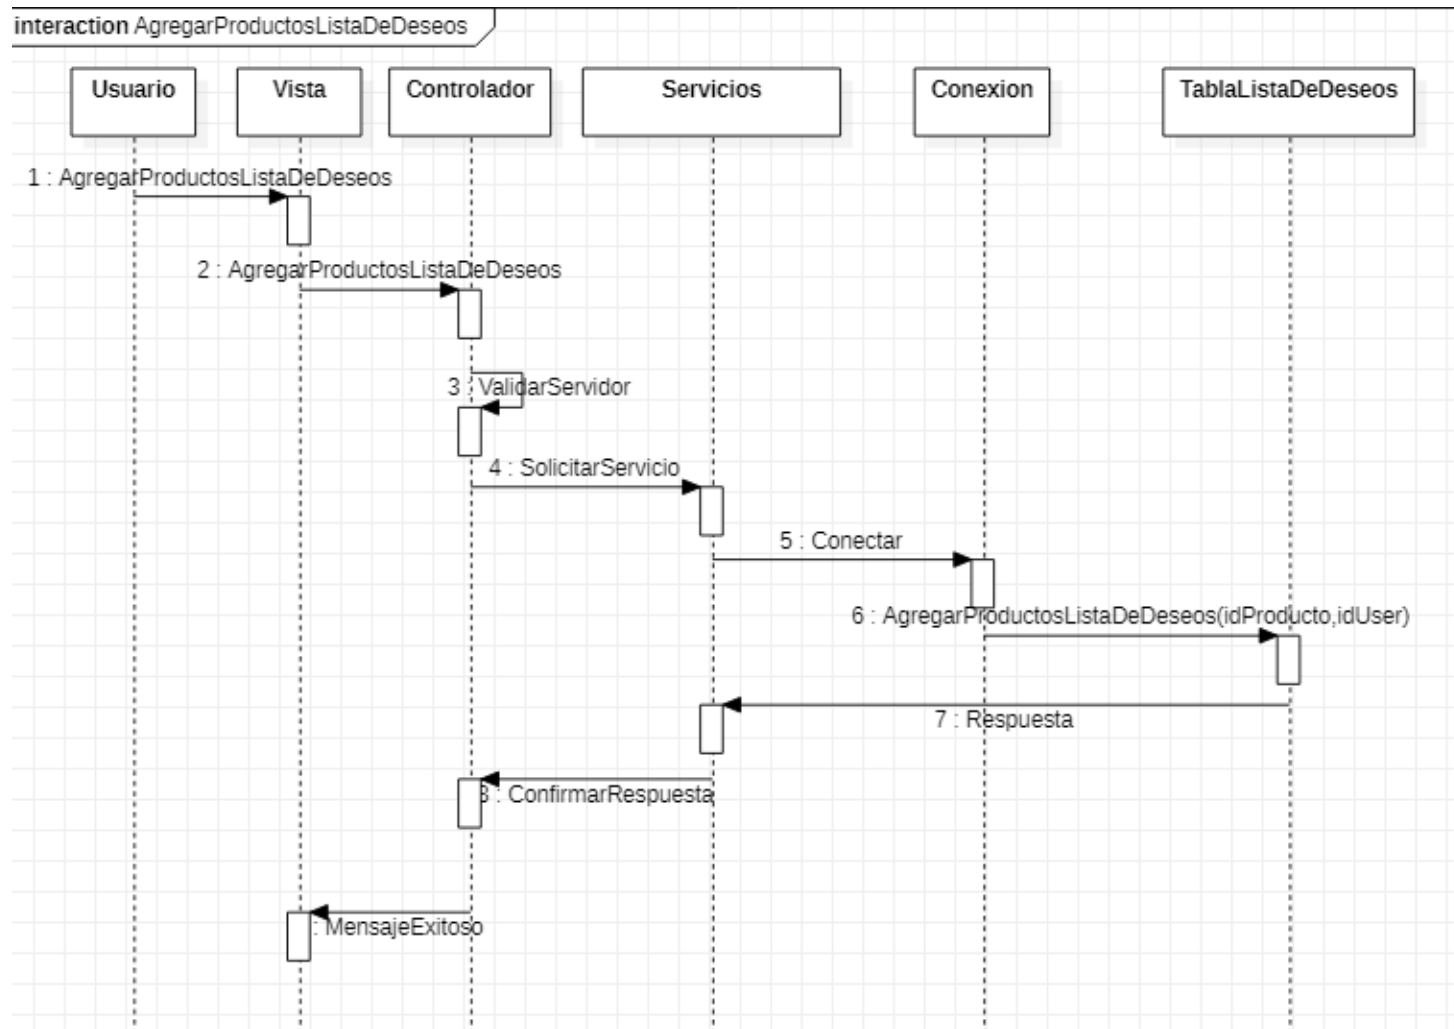 interaction AgregarProductosListaDeDeseos
Usuario
Vista
Controlador
Servicios
Conexion
TablaListaDeDeseos
1 : AgregarProductosListaDeDeseos
2 : AgregarProductosListaDeDeseos
3 : ValidarServidor
4 : SolicitarServicio
5 : Conectar
6 : AgregarProductosListaDeDeseos(idProducto,idUser)
7 : Respuesta
: ConfirmarRespuesta
: MensajeExitoso